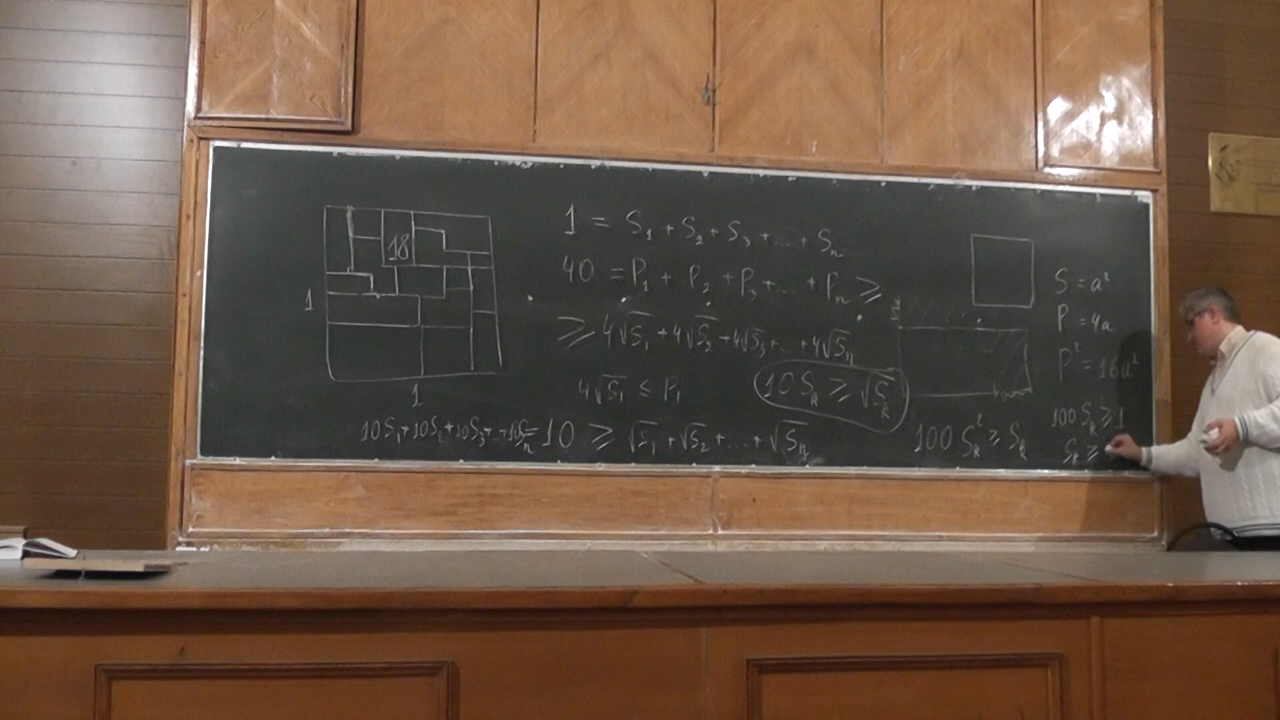 18
1
1
1 = S₁ + S₂ + S₃ + ... + Sₙ
40 = P₁ + P₂ + P₃ + ... + Pₙ ≥
≥ 4√S₁ + 4√S₂ + 4√S₃ + ... + 4√Sₙ
4√S₁ ≤ P₁
10Sₖ ≥ √Sₖ
10S₁ + 10S₂ + 10S₃ + ... + 10Sₙ = 10 ≥ √S₁ + √S₂ + ... + √Sₙ
S = a²
P = 4a
P² = 16a²
100 Sₖ² ≥ Sₖ
100 Sₖ ≥ 1
Sₖ ≥